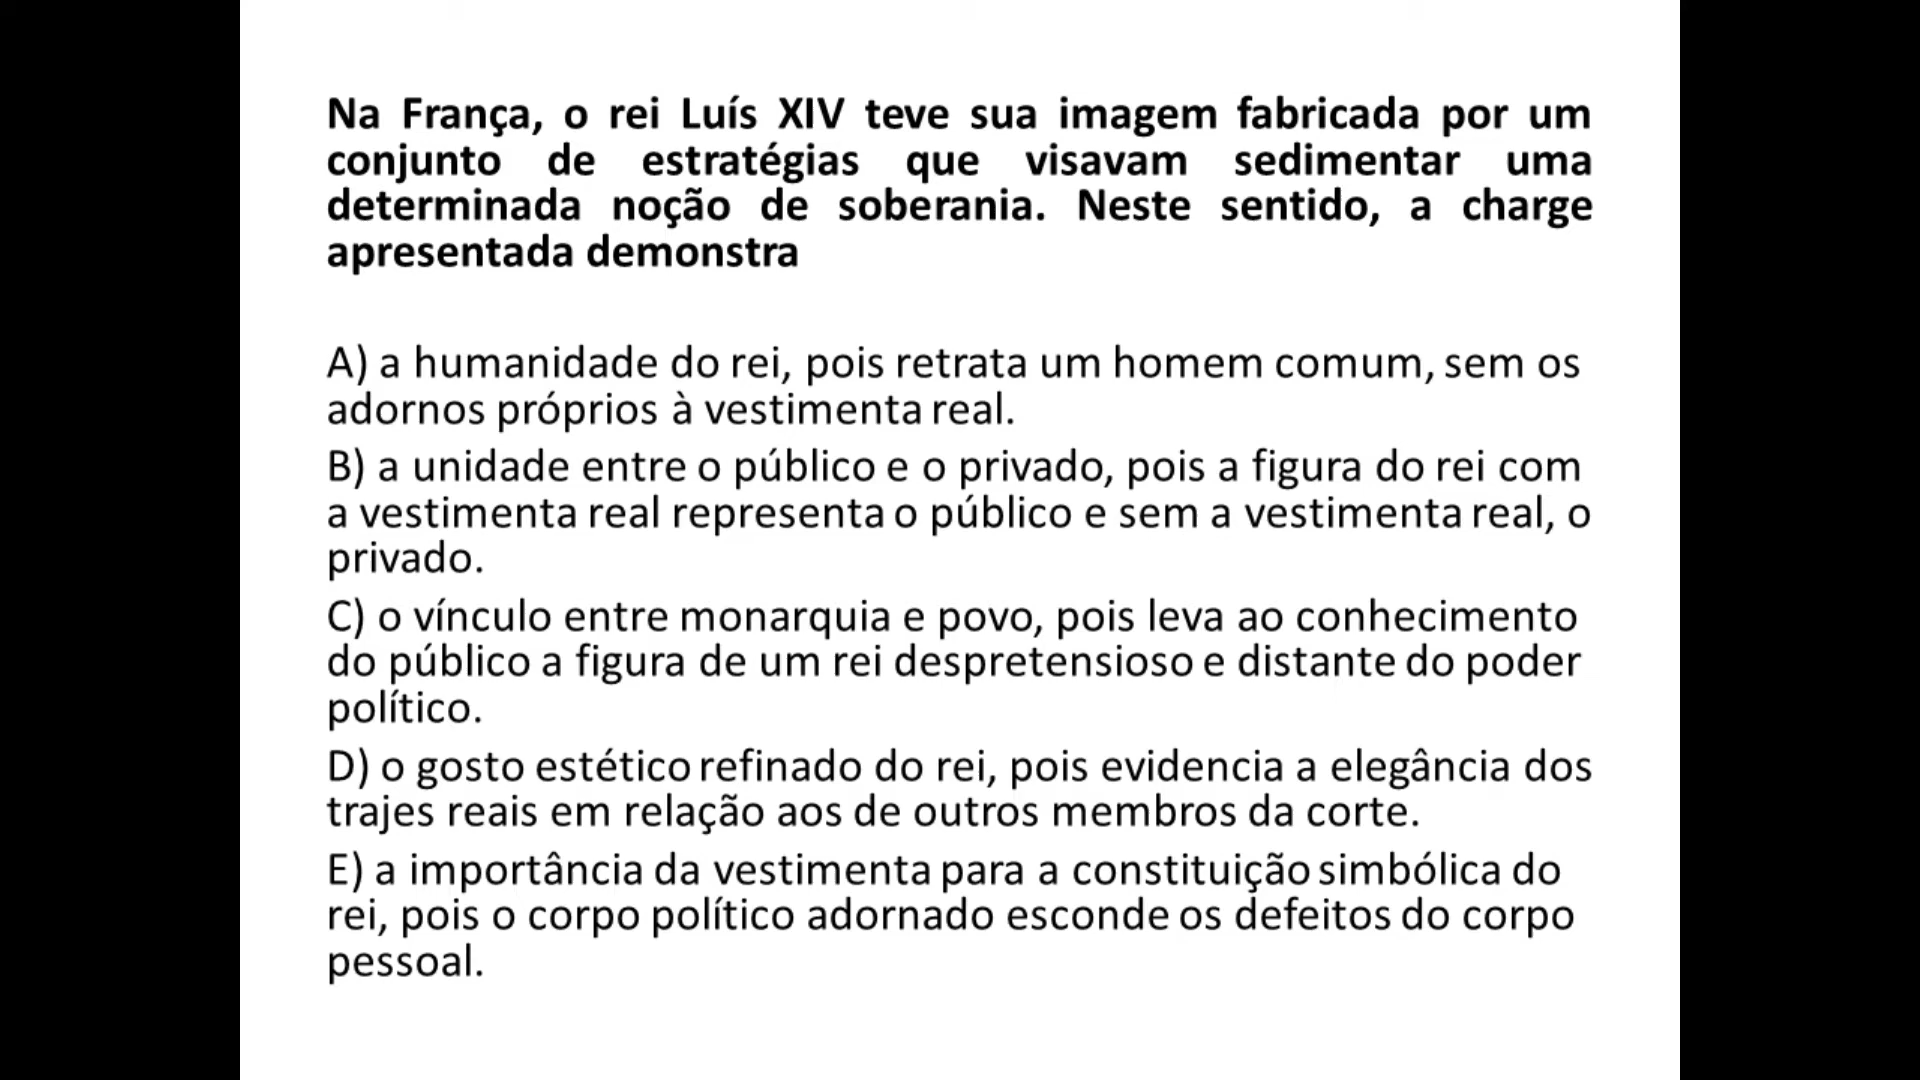 Na França, o rei Luís XIV teve sua imagem fabricada por um
conjunto de estratégias que visavam sedimentar uma
determinada noção de soberania. Neste sentido, a charge
apresentada demonstra
A) a humanidade do rei, pois retrata um homem comum, sem os
adornos próprios à vestimenta real.
B) a unidade entre o público e o privado, pois a figura do rei com
a vestimenta real representa o público e sem a vestimenta real, o
privado.
C) o vínculo entre monarquia e povo, pois leva ao conhecimento
do público a figura de um rei despretensioso e distante do poder
político.
D) o gosto estético refinado do rei, pois evidencia a elegância dos
trajes reais em relação aos de outros membros da corte.
E) a importância da vestimenta para a constituição simbólica do
rei, pois o corpo político adornado esconde os defeitos do corpo
pessoal.